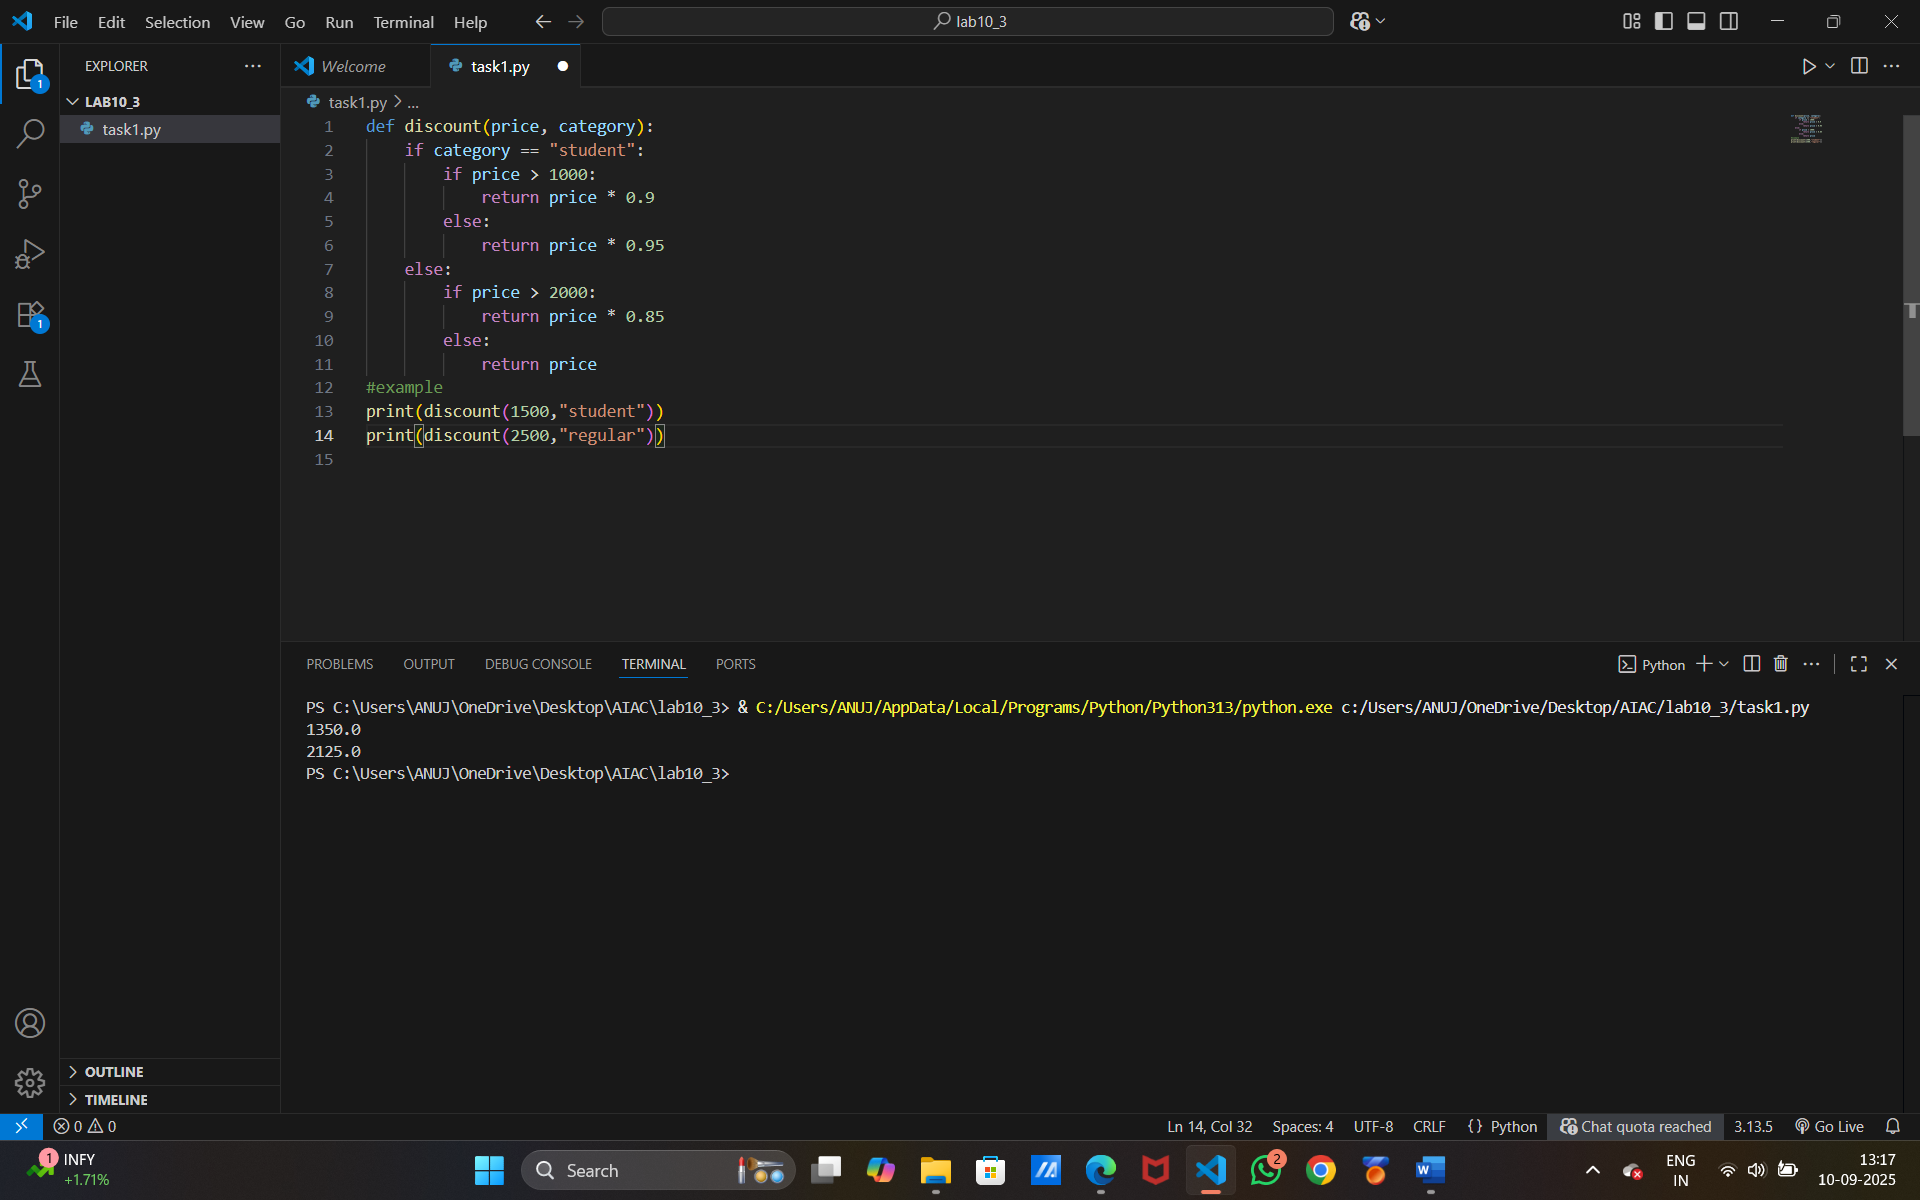 File Edit Selection View Go Run Terminal Help
lab10_3
EXPLORER
1
LAB10_3
task1.py
1
Welcome
task1.py
task1.py > ...
1 def discount(price, category):
2     if category == "student":
3         if price > 1000:
4             return price * 0.9
5         else:
6             return price * 0.95
7     else:
8         if price > 2000:
9             return price * 0.85
10         else:
11             return price
12 #example
13 print(discount(1500,"student"))
14 print(discount(2500,"regular"))
15
PROBLEMS OUTPUT DEBUG CONSOLE TERMINAL PORTS
Python
PS C:\Users\ANUJ\OneDrive\Desktop\AIAC\lab10_3> & C:/Users/ANUJ/AppData/Local/Programs/Python/Python313/python.exe c:/Users/ANUJ/OneDrive/Desktop/AIAC/lab10_3/task1.py
1350.0
2125.0
PS C:\Users\ANUJ\OneDrive\Desktop\AIAC\lab10_3>
OUTLINE
TIMELINE
0 0
Ln 14, Col 32 Spaces: 4 UTF-8 CRLF {} Python Chat quota reached 3.13.5 Go Live
1
INFY
+1.71%
Search
2
ENG
IN
13:17
10-09-2025